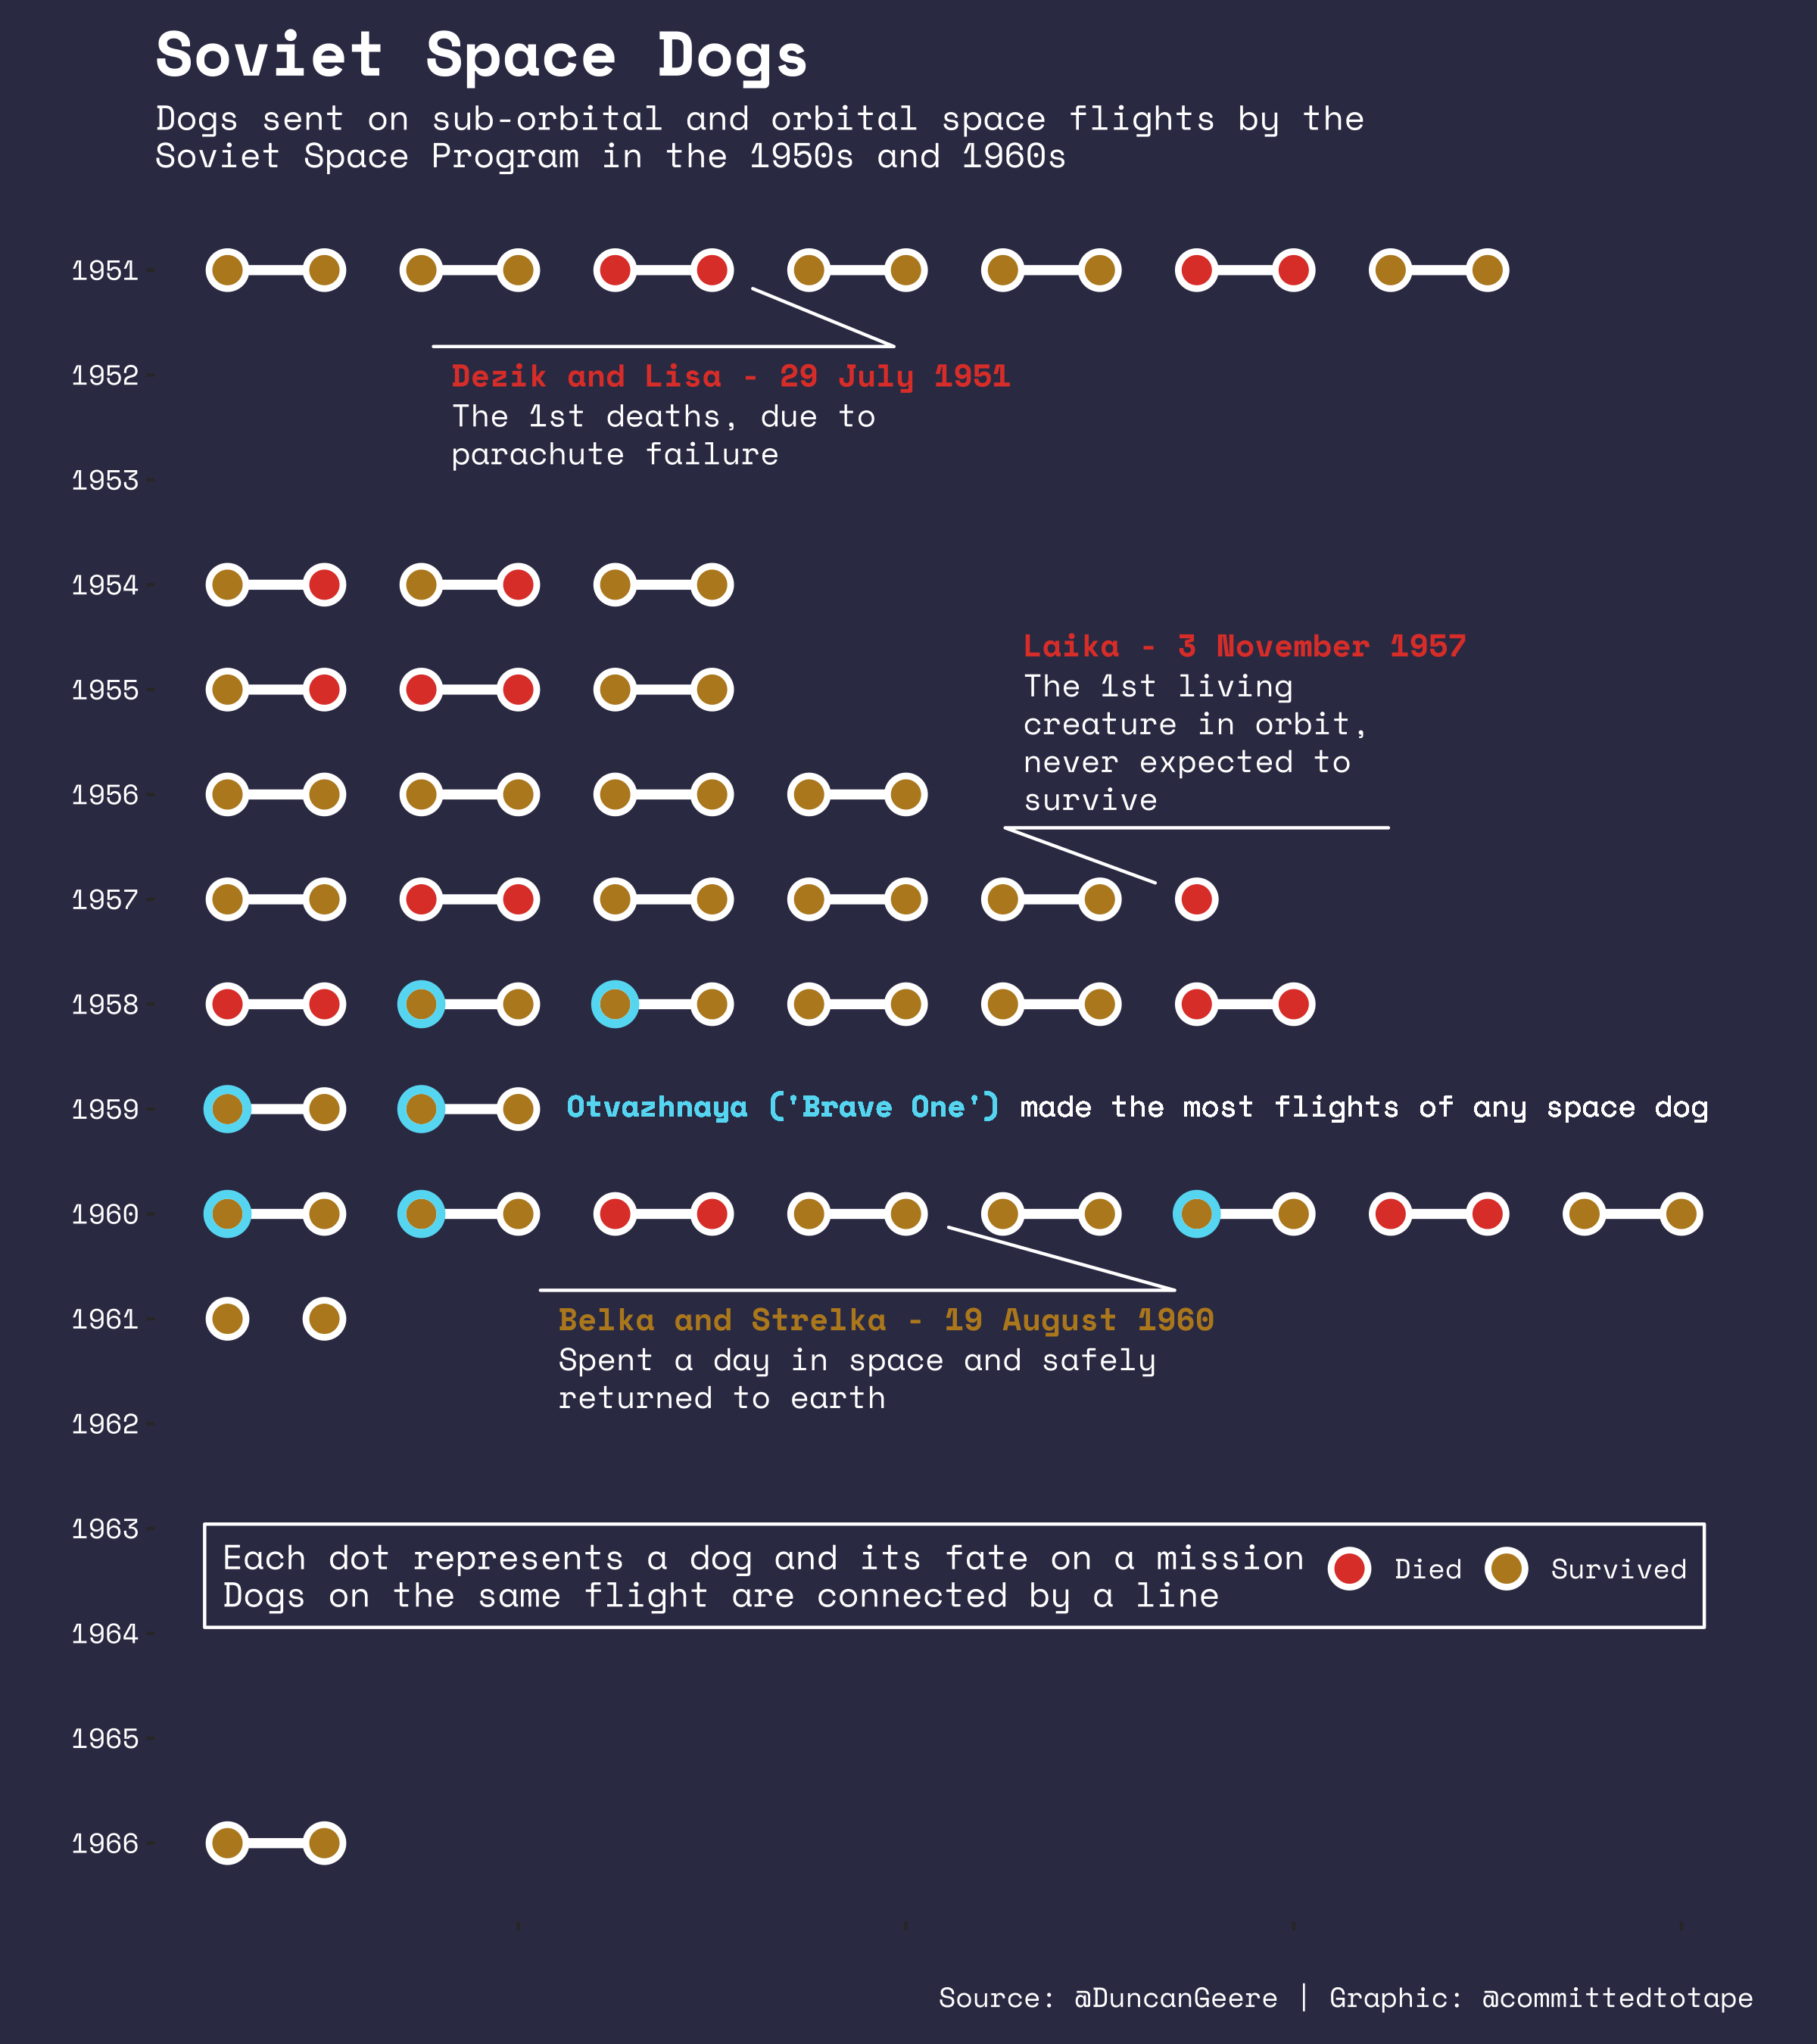 Soviet Space Dogs
Dogs sent on sub-orbital and orbital space flights by the
Soviet Space Program in the 1950s and 1960s
1951
1952
Dezik and Lisa - 29 July 1951
The 1st deaths, due to
parachute failure
1953
1954
Laika - 3 November 1957
The 1st living
creature in orbit,
never expected to
survive
1955
1956
1957
1958
1959
Otvazhnaya ('Brave One') made the most flights of any space dog
1960
1961
Belka and Strelka - 19 August 1960
Spent a day in space and safely
returned to earth
1962
1963
Each dot represents a dog and its fate on a mission
Dogs on the same flight are connected by a line
Died
Survived
1964
1965
1966
Source: @DuncanGeere | Graphic: @committedtotape